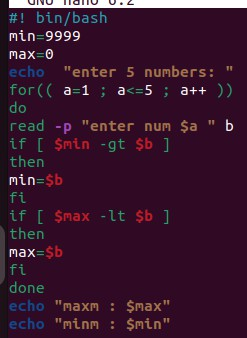 GNU nano 6.2
#! bin/bash
min=9999
max=0
echo  "enter 5 numbers: "
for(( a=1 ; a<=5 ; a++ ))
do
read -p "enter num $a " b
if [ $min -gt $b ]
then
min=$b
fi
if [ $max -lt $b ]
then
max=$b
fi
done
echo "maxm : $max"
echo "minm : $min"